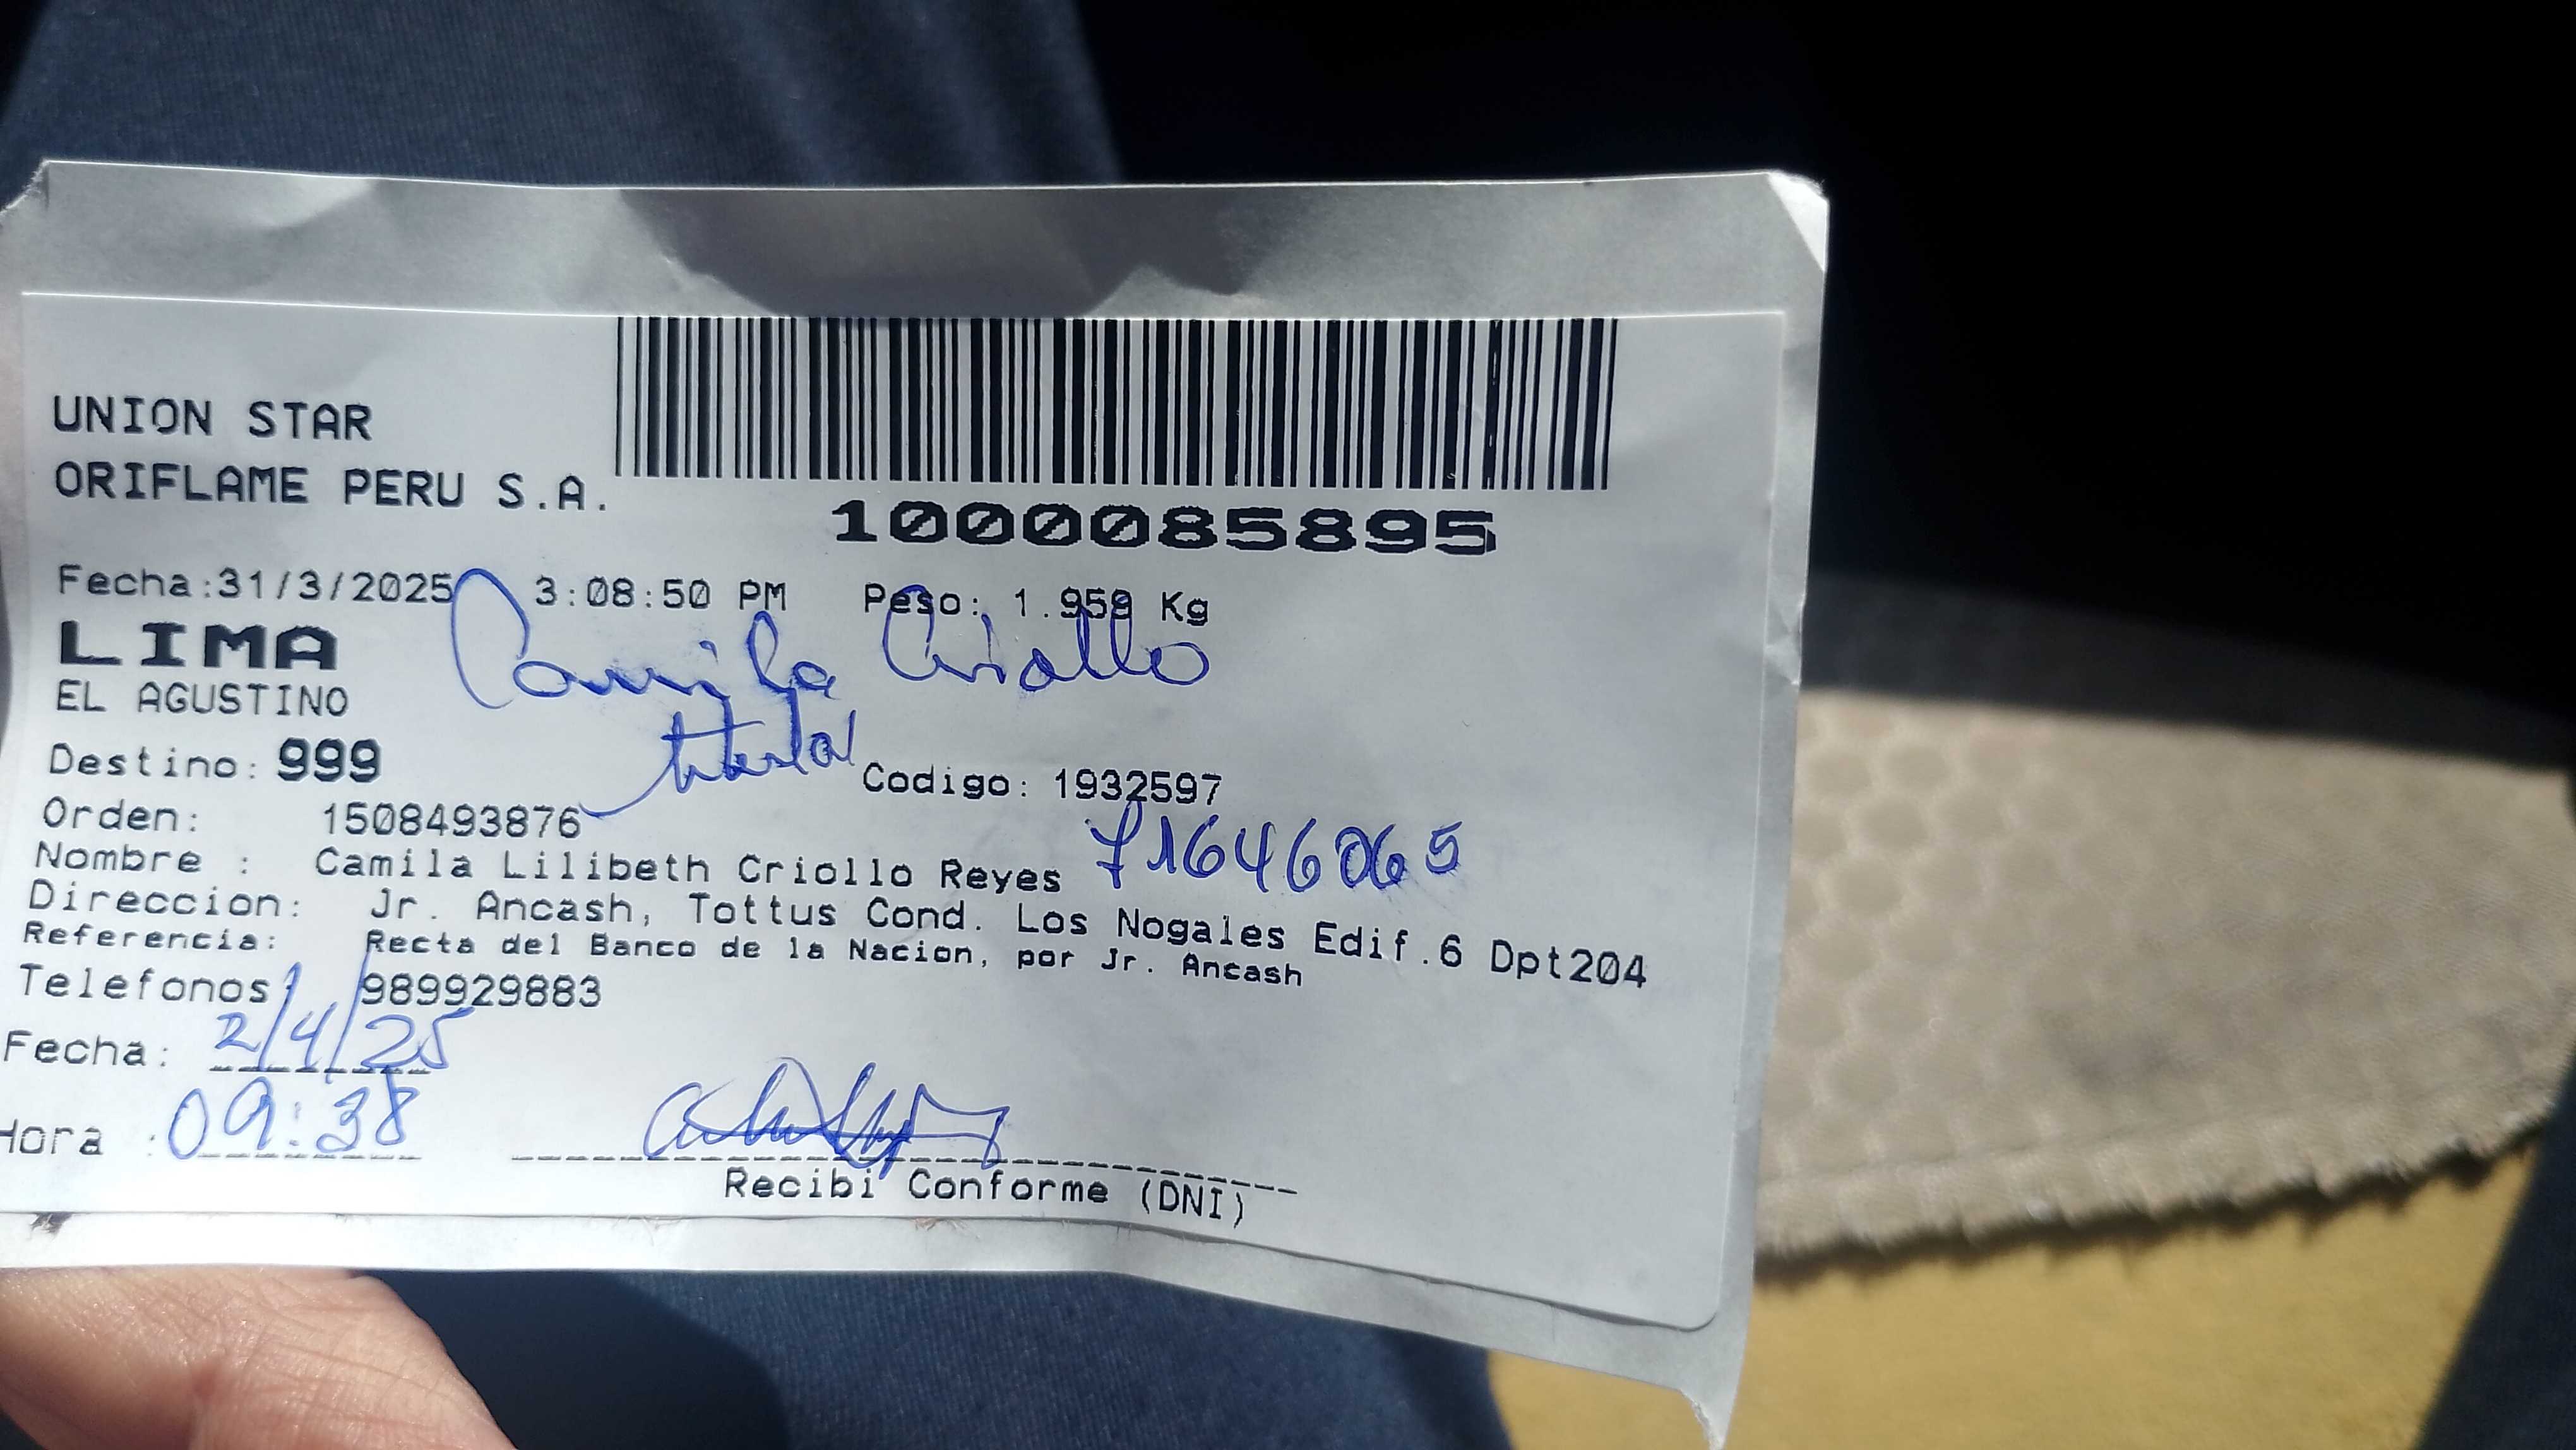 UNION STAR
ORIFLAME PERU S.A.
1000085895
Fecha:31/3/2025 3:08:50 PM Peso: 1.959 Kg
LIMA
Camila Criollo
EL AGUSTINO
titular
Destino: 999
Codigo: 1932597
Orden: 1508493876
Nombre : Camila Lilibeth Criollo Reyes 71646065
Direccion: Jr. Ancash, Tottus Cond. Los Nogales Edif.6 Dpt204
Referencia: Recta del Banco de la Nacion, por Jr. Ancash
Telefonos 989929883
Fecha: 2/4/25
Hora : 09:38
Recibi Conforme (DNI)